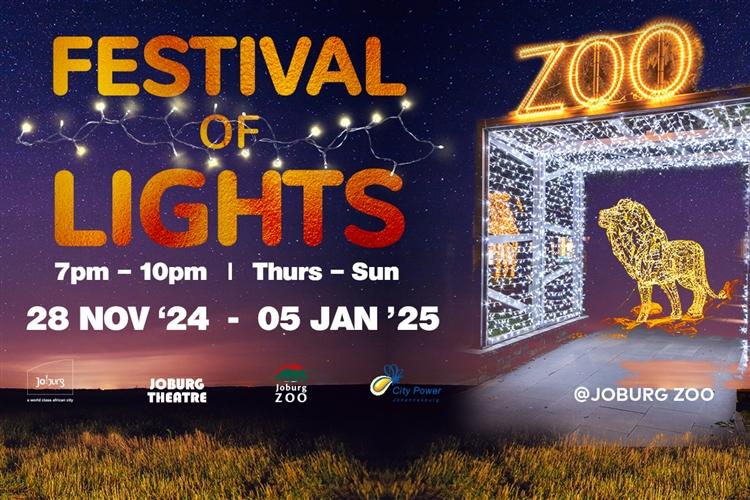 FESTIVAL
OF
LIGHTS
7pm – 10pm | Thurs – Sun
28 NOV ‘24 - 05 JAN ’25
ZOO
Joburg
a world class african city
JOBURG
THEATRE
Joburg
ZOO
City Power
Johannesburg
@JOBURG ZOO